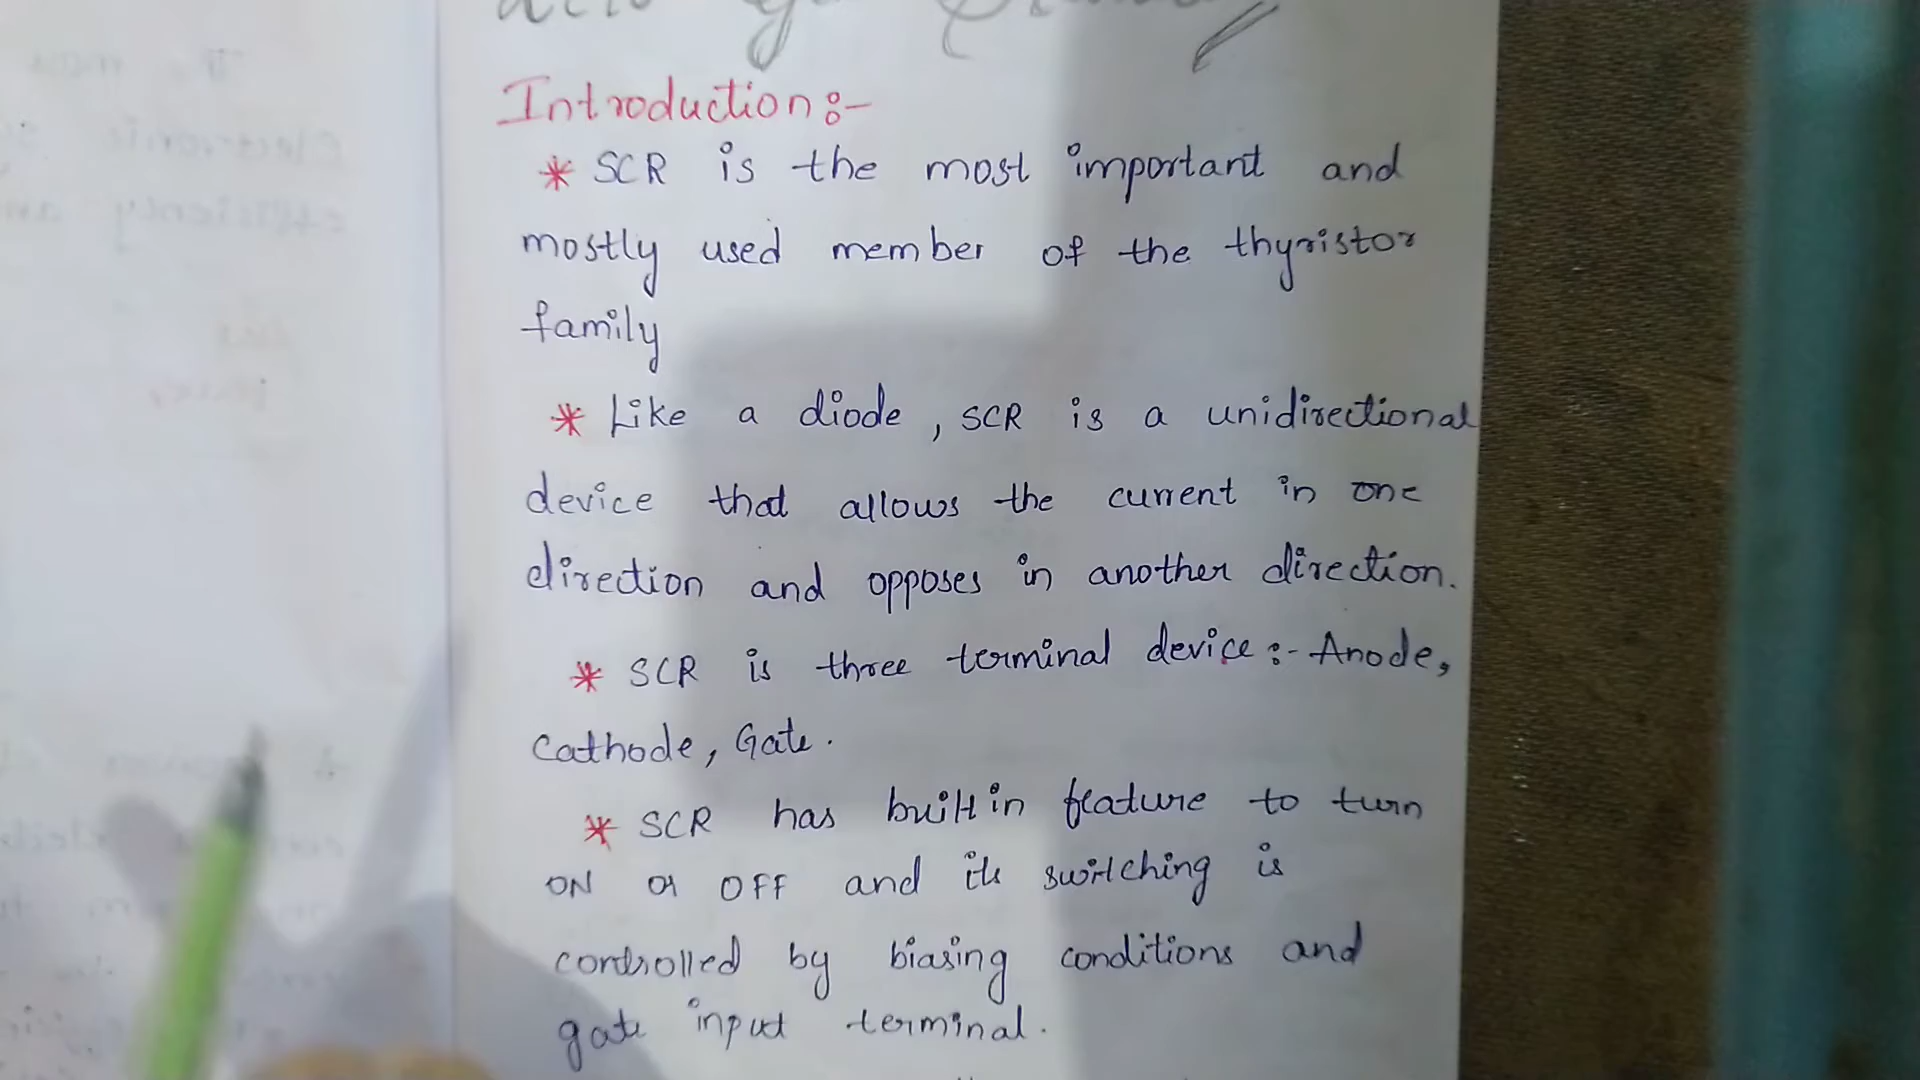 Introduction :-
* SCR is the most important and
mostly used member of the thyristor
family
* Like a diode, SCR is a unidirectional
device that allows the current in one
direction and opposes in another direction.
* SCR is three terminal device :- Anode,
Cathode, Gate.
* SCR has built in feature to turn
ON or OFF and its switching is
controlled by biasing conditions and
gate input terminal.